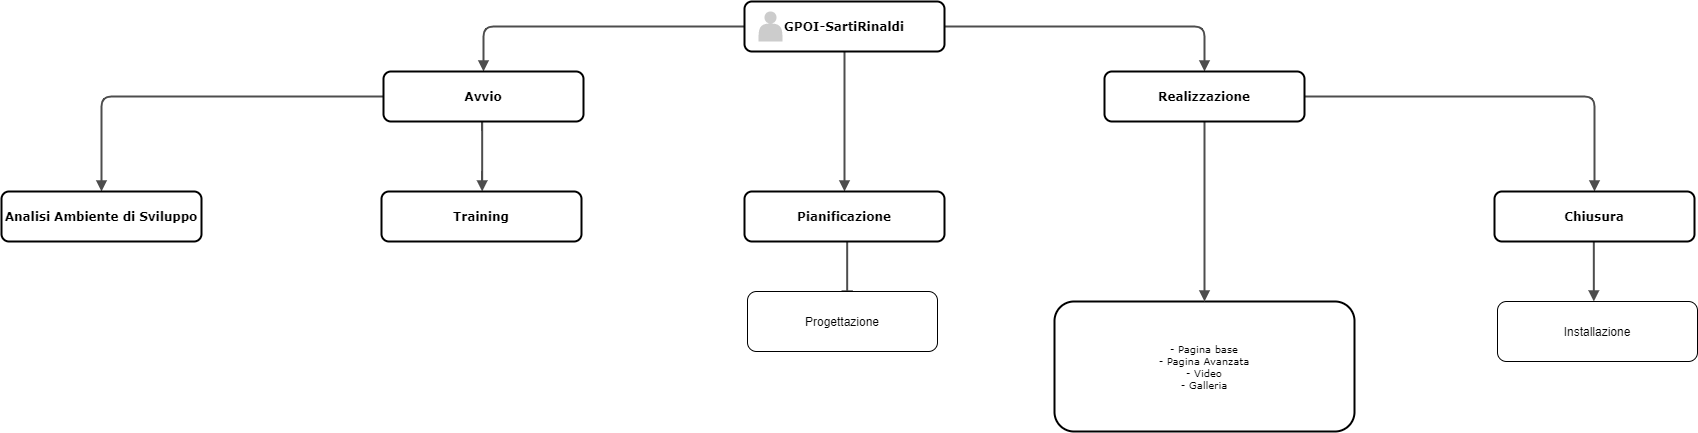 GPOI-SartiRinaldi
Avvio
Realizzazione
Analisi Ambiente di Sviluppo
Training
Pianificazione
Chiusura
Progettazione
- Pagina base
- Pagina Avanzata
- Video
- Galleria
Installazione